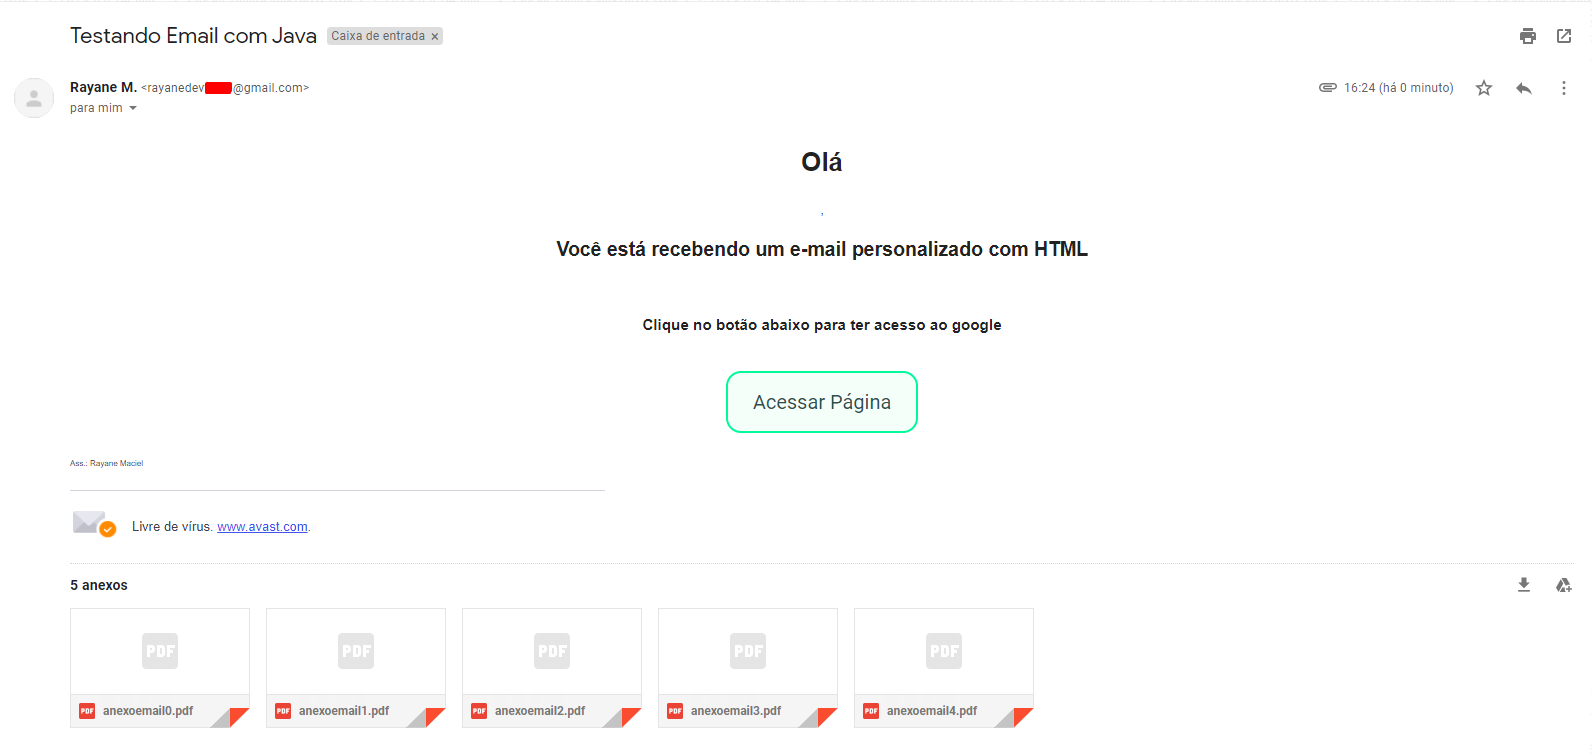 Testando Email com Java Caixa de entrada ×
Rayane M. <rayanedev @gmail.com> 16:24 (há 0 minuto)
para mim
Olá
,
Você está recebendo um e-mail personalizado com HTML
Clique no botão abaixo para ter acesso ao google
Acessar Página
Ass.: Rayane Maciel
Livre de vírus. www.avast.com.
5 anexos
PDF PDF PDF PDF PDF
PDF anexoemail0.pdf PDF anexoemail1.pdf PDF anexoemail2.pdf PDF anexoemail3.pdf PDF anexoemail4.pdf